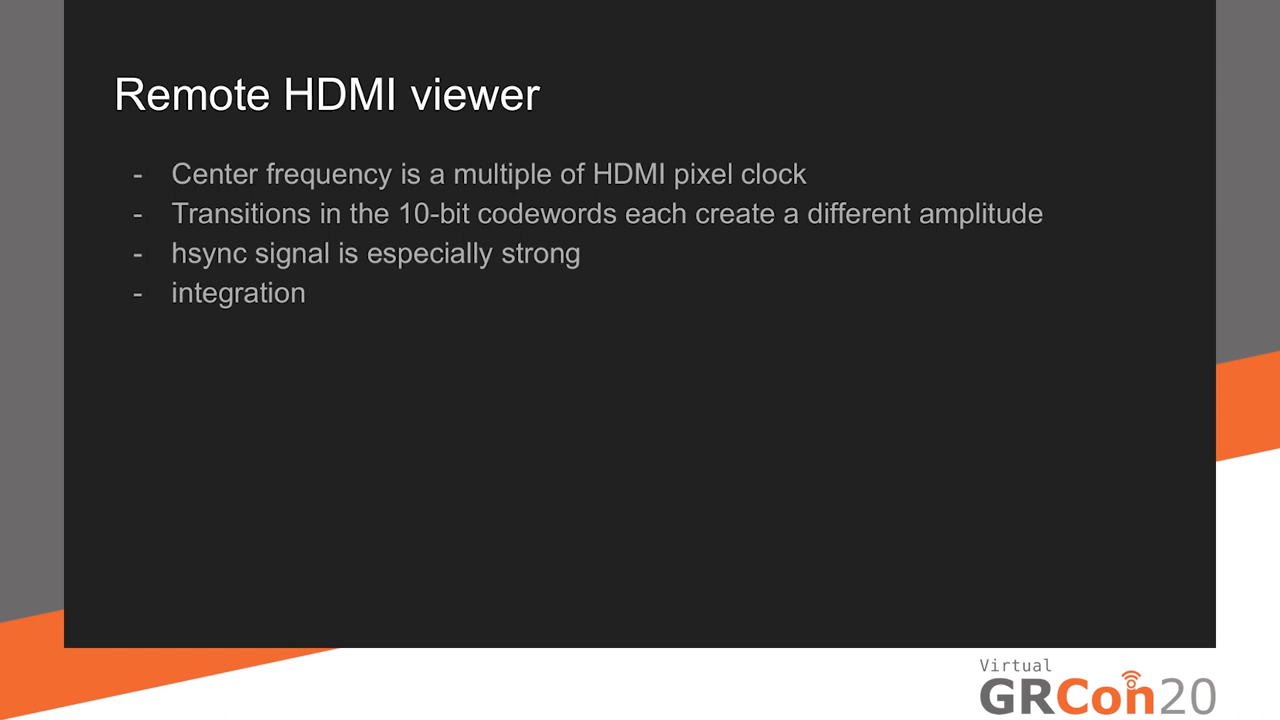 Remote HDMI viewer
- Center frequency is a multiple of HDMI pixel clock
- Transitions in the 10-bit codewords each create a different amplitude
- hsync signal is especially strong
- integration
Virtual
GRCon20